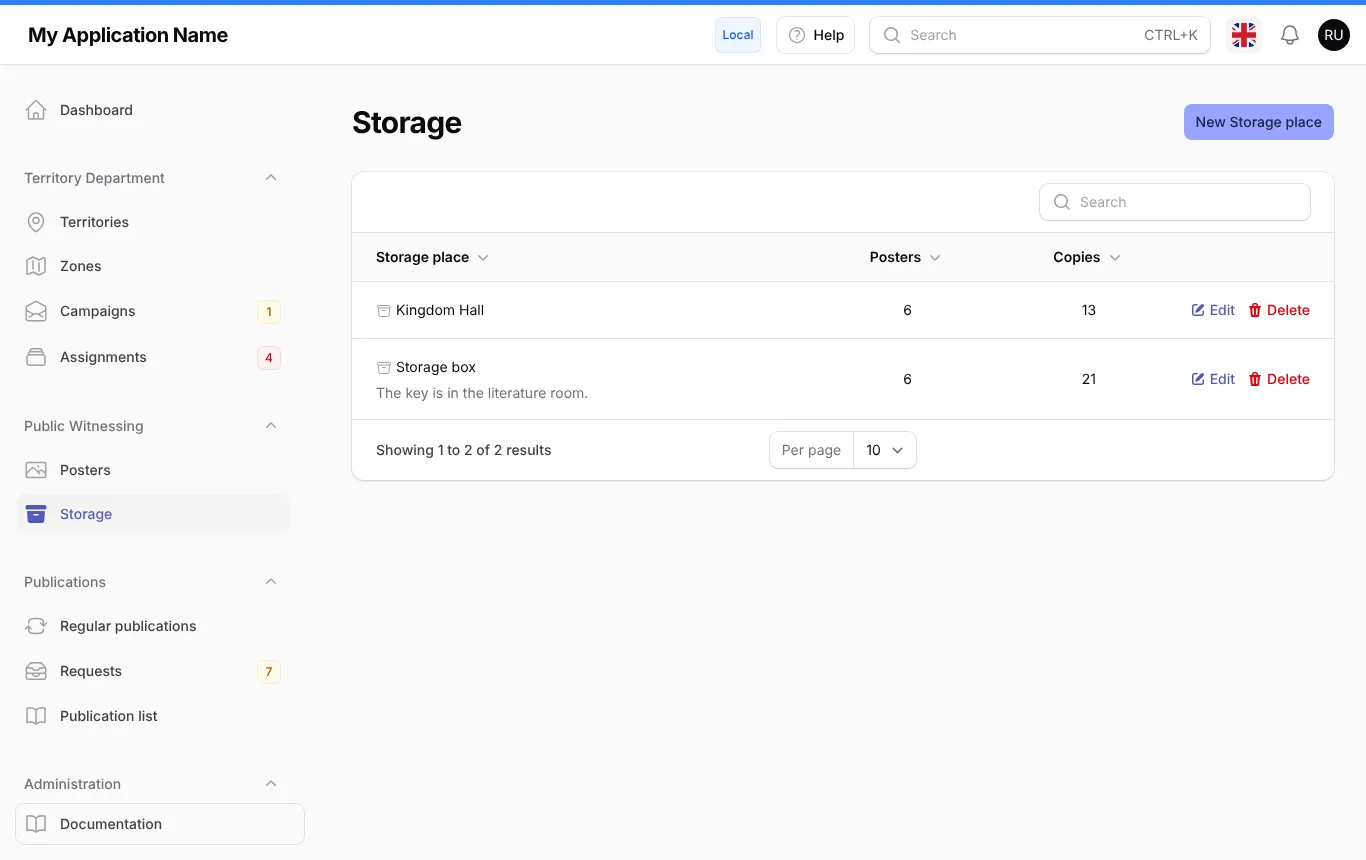 My Application Name
Local
Help
Search CTRL+K
RU
Dashboard
Territory Department
Territories
Zones
Campaigns 1
Assignments 4
Public Witnessing
Posters
Storage
Publications
Regular publications
Requests 7
Publication list
Administration
Documentation
Storage
New Storage place
Search
Storage place Posters Copies
Kingdom Hall 6 13 Edit Delete
Storage box
The key is in the literature room.
6 21 Edit Delete
Showing 1 to 2 of 2 results
Per page 10